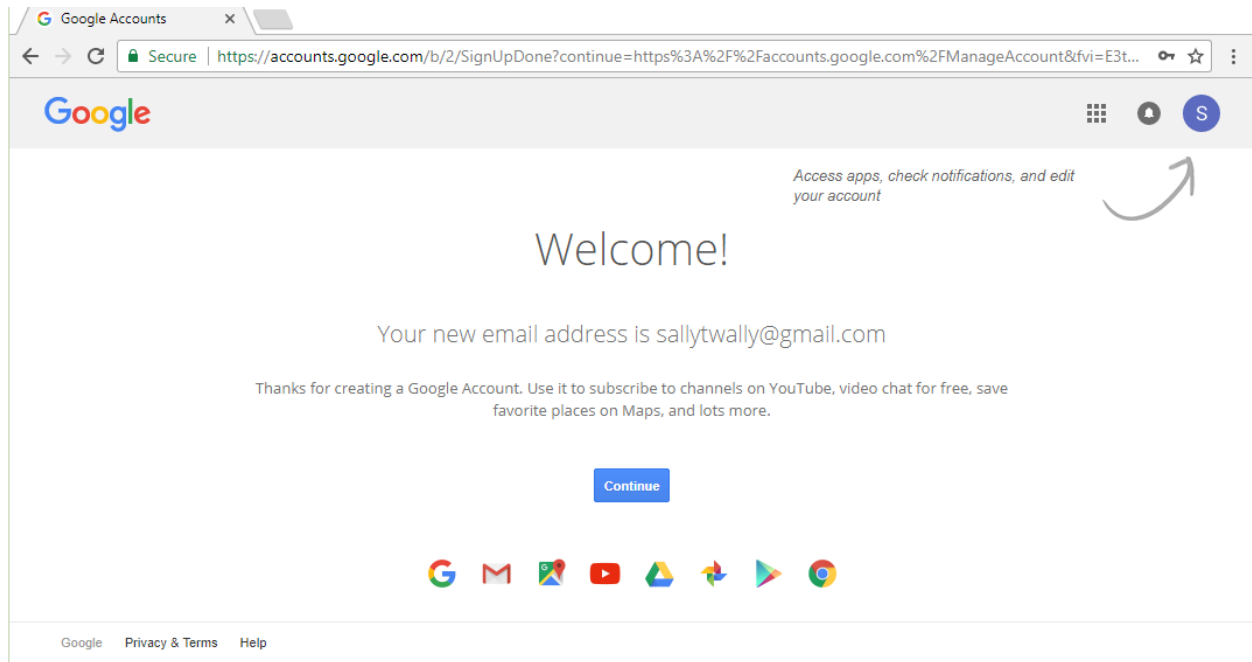 Google Accounts
Secure | https://accounts.google.com/b/2/SignUpDone?continue=https%3A%2F%2Faccounts.google.com%2FManageAccount&fvi=E3t...
Google
S
Access apps, check notifications, and edit
your account
Welcome!
Your new email address is sallytwally@gmail.com
Thanks for creating a Google Account. Use it to subscribe to channels on YouTube, video chat for free, save
favorite places on Maps, and lots more.
Continue
Google Privacy & Terms Help